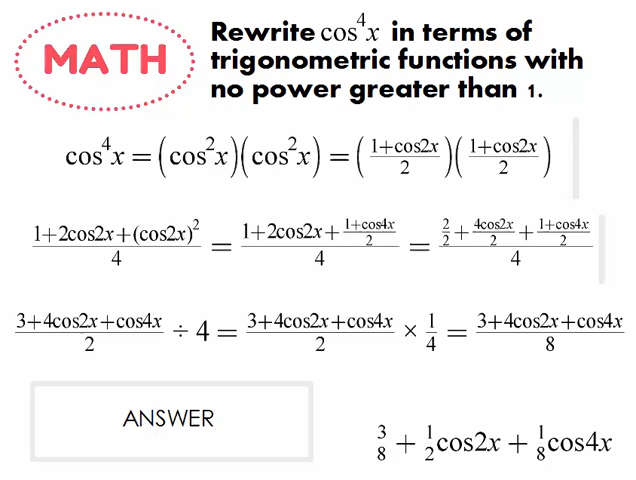 MATH
Rewrite cos⁴x in terms of
trigonometric functions with
no power greater than 1.
cos⁴x = (cos²x)(cos²x) = ((1+cos2x)/2)((1+cos2x)/2)
(1+2cos2x+(cos2x)²)/4 = (1+2cos2x+(1+cos4x)/2)/4 = (2/2+4cos2x/2+(1+cos4x)/2)/4
(3+4cos2x+cos4x)/2 ÷ 4 = (3+4cos2x+cos4x)/2 × 1/4 = (3+4cos2x+cos4x)/8
ANSWER
3/8 + 1/2cos2x + 1/8cos4x